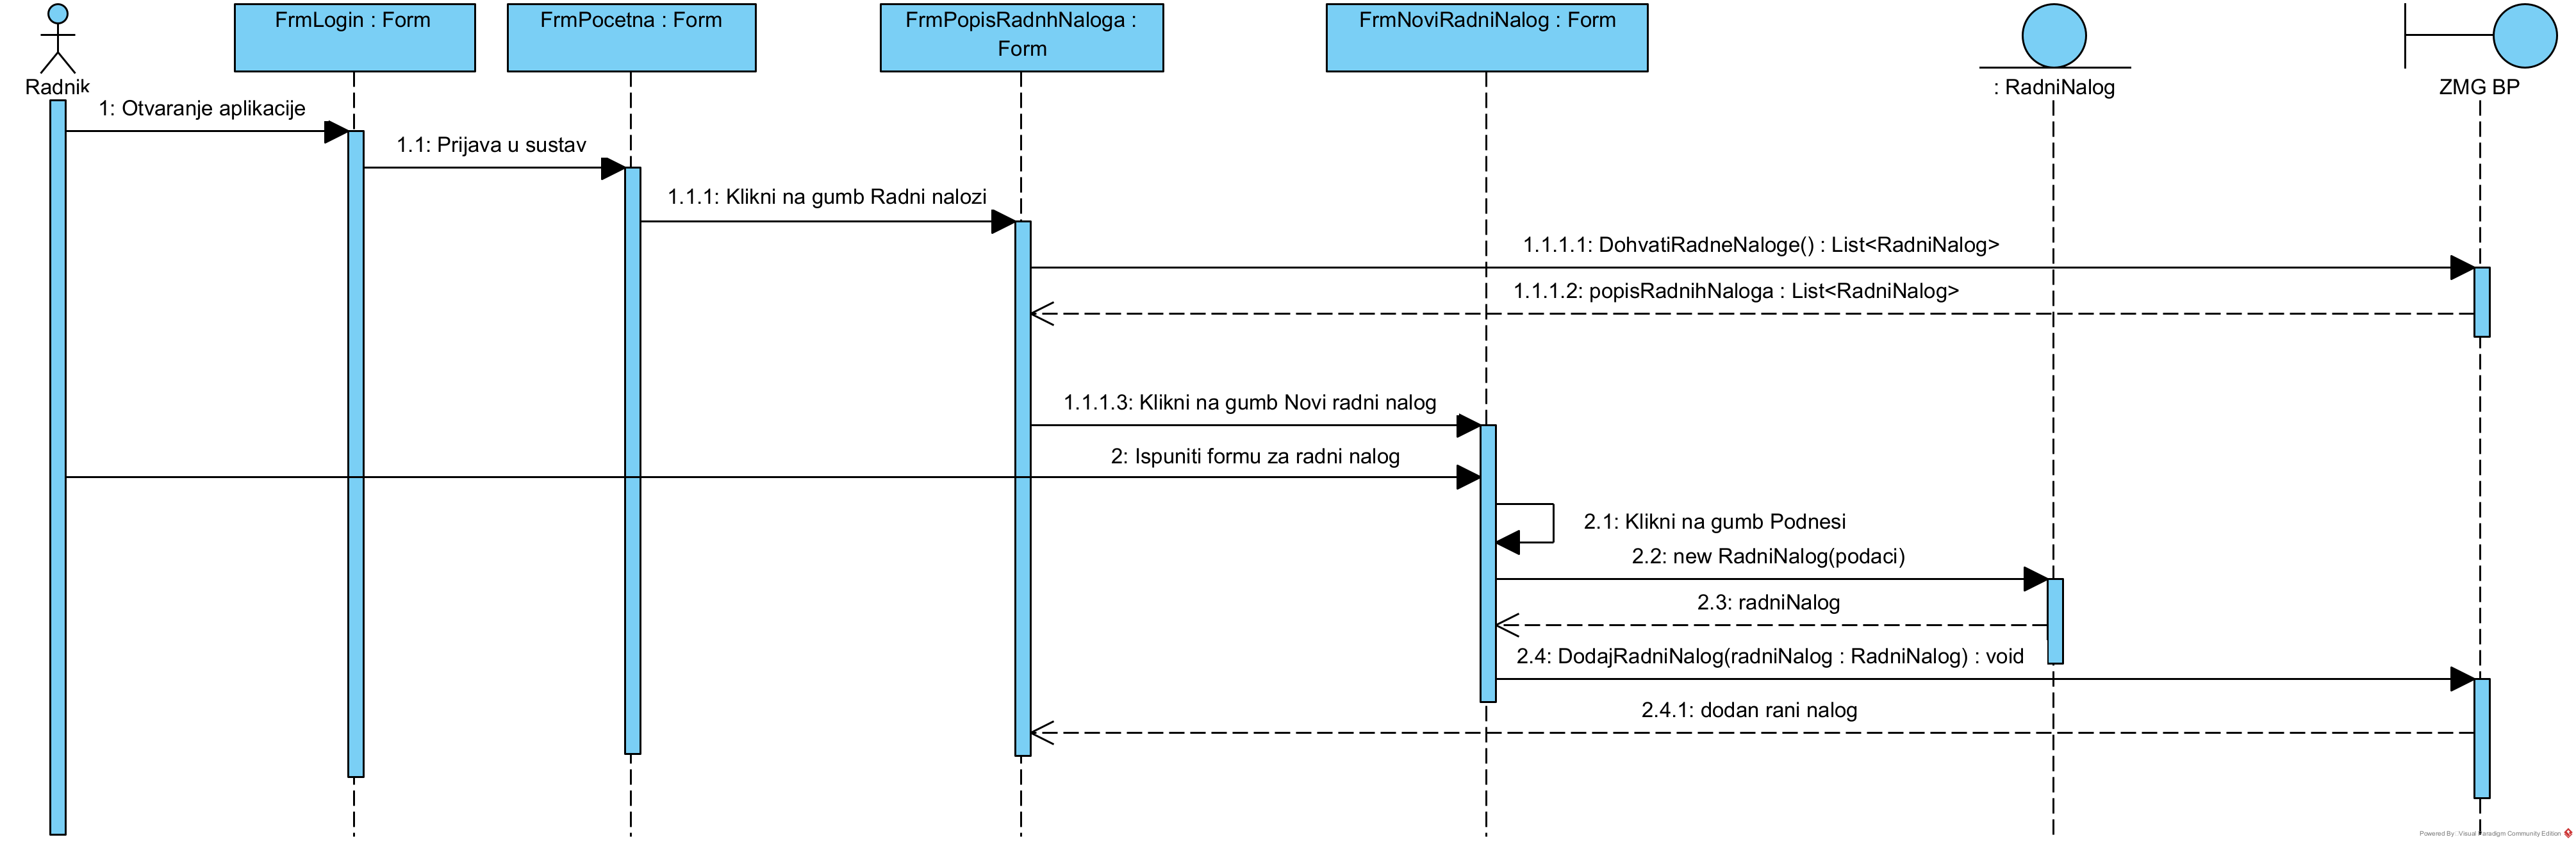 FrmLogin : Form
FrmPocetna : Form
FrmPopisRadnhNaloga :
Form
FrmNoviRadniNalog : Form
Radnik
: RadniNalog
ZMG BP
1: Otvaranje aplikacije
1.1: Prijava u sustav
1.1.1: Klikni na gumb Radni nalozi
1.1.1.1: DohvatiRadneNaloge() : List<RadniNalog>
1.1.1.2: popisRadnihNaloga : List<RadniNalog>
1.1.1.3: Klikni na gumb Novi radni nalog
2: Ispuniti formu za radni nalog
2.1: Klikni na gumb Podnesi
2.2: new RadniNalog(podaci)
2.3: radniNalog
2.4: DodajRadniNalog(radniNalog : RadniNalog) : void
2.4.1: dodan rani nalog
Powered By Visual Paradigm Community Edition